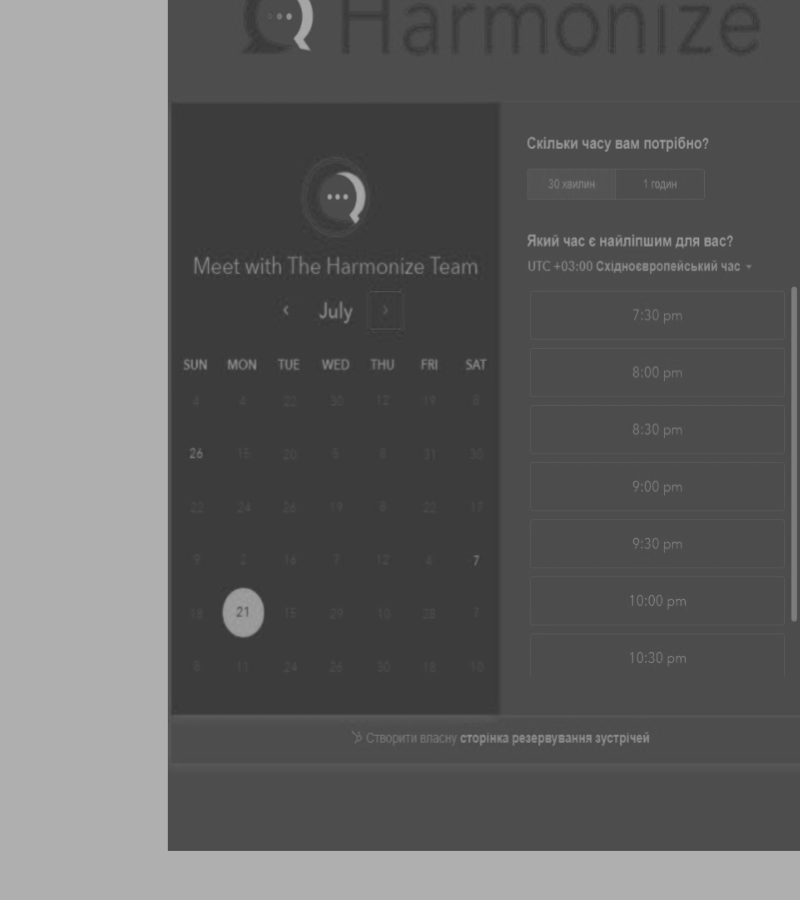 Harmonize
Meet with The Harmonize Team
‹ July ›
SUN MON TUE WED THU FRI SAT
4 4 22 30 12 19 8
26 15 20 5 8 31 30
22 24 26 19 8 22 17
9 2 16 9 12 4 7
18 21 15 29 10 28 7
8 11 24 26 30 18 10
Скільки часу вам потрібно?
30 хвилин 1 годин
Який час є найліпшим для вас?
UTC +03:00 Східноєвропейський час
7:30 pm
8:00 pm
8:30 pm
9:00 pm
9:30 pm
10:00 pm
10:30 pm
Створити власну сторінка резервування зустрічей